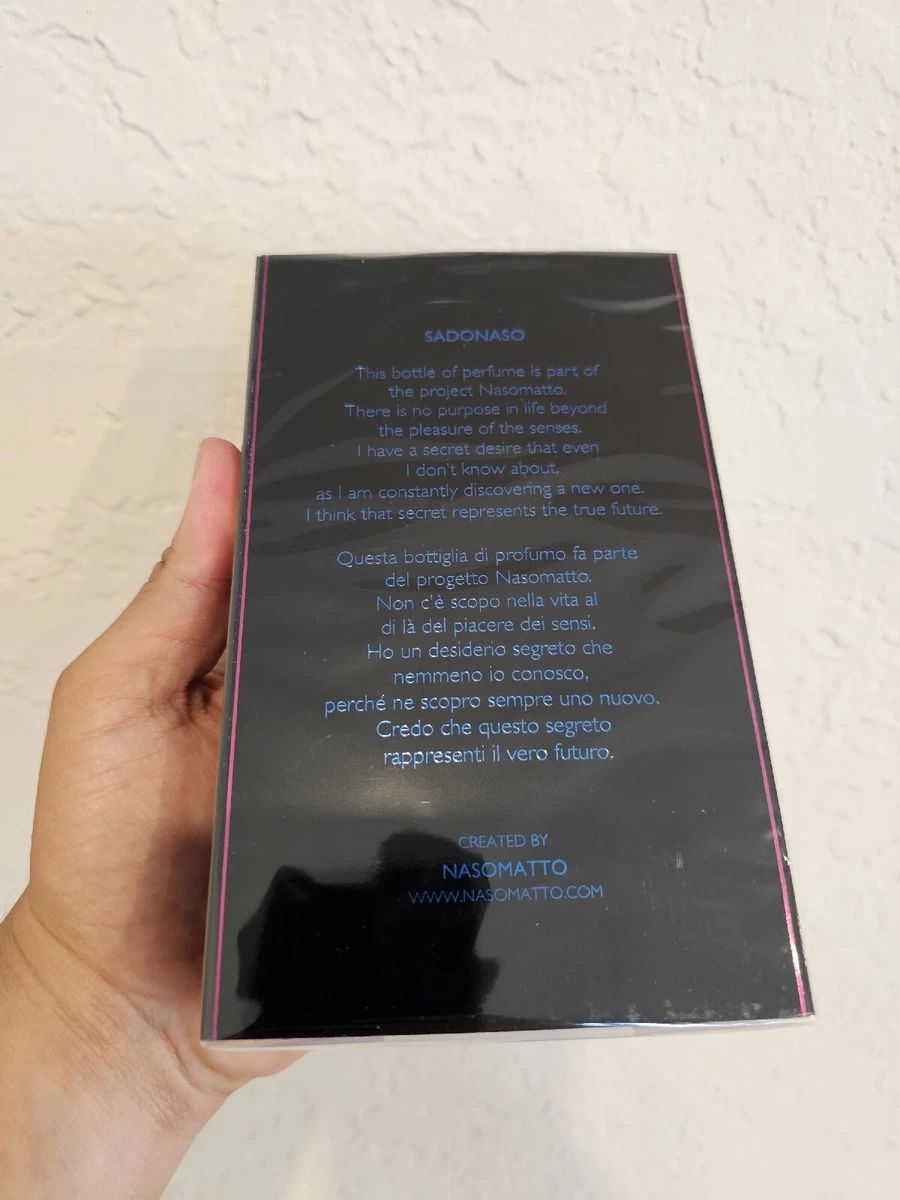 SADONASO
This bottle of perfume is part of
the project Nasomatto.
There is no purpose in life beyond
the pleasure of the senses.
I have a secret desire that even
I don't know about,
as I am constantly discovering a new one.
I think that secret represents the true future.
Questa bottiglia di profumo fa parte
del progetto Nasomatto.
Non c'è scopo nella vita al
di là del piacere dei sensi.
Ho un desiderio segreto che
nemmeno io conosco,
perché ne scopro sempre uno nuovo.
Credo che questo segreto
rappresenti il vero futuro.
CREATED BY
NASOMATTO
WWW.NASOMATTO.COM